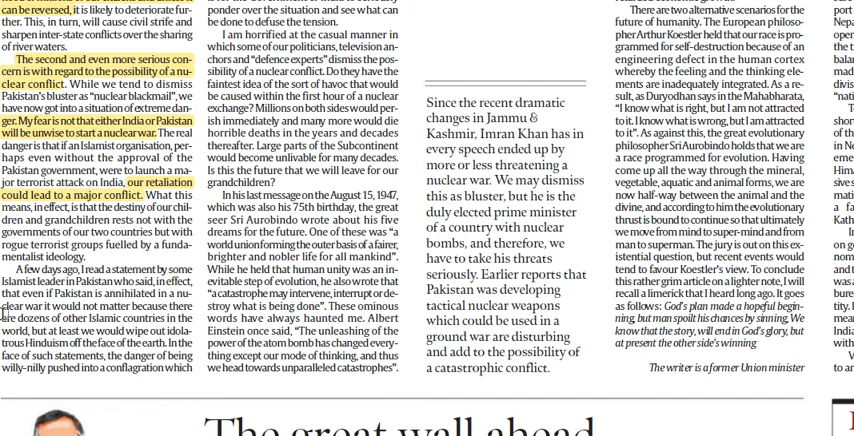 can be reversed, it is likely to deteriorate fur-
ther. This, in turn, will cause civil strife and
sharpen inter-state conflicts over the sharing
of river waters.
The second and even more serious con-
cern is with regard to the possibility of a nu-
clear conflict. While we tend to dismiss
Pakistan's bluster as "nuclear blackmail", we
have now got into a situation of extreme dan-
ger. My fear is not that either India or Pakistan
will be unwise to start a nuclear war. The real
danger is that if an Islamist organisation, per-
haps even without the approval of the
Pakistan government, were to launch a ma-
jor terrorist attack on India, our retaliation
could lead to a major conflict. What this
means, in effect, is that the destiny of our chil-
dren and grandchildren rests not with the
governments of our two countries but with
rogue terrorist groups fuelled by a funda-
mentalist ideology.
A few days ago, I read a statement by some
Islamist leader in Pakistan who said, in effect,
that even if Pakistan is annihilated in a nu-
clear war it would not matter because there
are dozens of other Islamic countries in the
world, but at least we would wipe out idola-
trous Hinduism off the face of the earth. In the
face of such statements, the danger of being
willy-nilly pushed into a conflagration which
ponder over the situation and see what can
be done to defuse the tension.
I am horrified at the casual manner in
which some of our politicians, television an-
chors and "defence experts" dismiss the pos-
sibility of a nuclear conflict. Do they have the
faintest idea of the sort of havoc that would
be caused within the first hour of a nuclear
exchange? Millions on both sides would per-
ish immediately and many more would die
horrible deaths in the years and decades
thereafter. Large parts of the Subcontinent
would become unlivable for many decades.
Is this the future that we will leave for our
grandchildren?
In his last message on the August 15, 1947,
which was also his 75th birthday, the great
seer Sri Aurobindo wrote about his five
dreams for the future. One of these was "a
world union forming the outer basis of a fairer,
brighter and nobler life for all mankind".
While he held that human unity was an in-
evitable step of evolution, he also wrote that
"a catastrophe may intervene, interrupt or de-
stroy what is being done". These ominous
words have always haunted me. Albert
Einstein once said, "The unleashing of the
power of the atom bomb has changed every-
thing except our mode of thinking, and thus
we head towards unparalleled catastrophes".
Since the recent dramatic
changes in Jammu &
Kashmir, Imran Khan has in
every speech ended up by
more or less threatening a
nuclear war. We may dismiss
this as bluster, but he is the
duly elected prime minister
of a country with nuclear
bombs, and therefore, we
have to take his threats
seriously. Earlier reports that
Pakistan was developing
tactical nuclear weapons
which could be used in a
ground war are disturbing
and add to the possibility of
a catastrophic conflict.
There are two alternative scenarios for the
future of humanity. The European philoso-
pher Arthur Koestler held that our race is pro-
grammed for self-destruction because of an
engineering defect in the human cortex
whereby the feeling and the thinking ele-
ments are inadequately integrated. As a re-
sult, as Duryodhan says in the Mahabharata,
"I know what is right, but I am not attracted
to it. I know what is wrong, but I am attracted
to it". As against this, the great evolutionary
philosopher Sri Aurobindo holds that we are
a race programmed for evolution. Having
come up all the way through the mineral,
vegetable, aquatic and animal forms, we are
now half-way between the animal and the
divine, and according to him the evolutionary
thrust is bound to continue so that ultimately
we move from mind to super-mind and from
man to superman. The jury is out on this ex-
istential question, but recent events would
tend to favour Koestler's view. To conclude
this rather grim article on a lighter note, I will
recall a limerick that I heard long ago. It goes
as follows: God's plan made a hopeful begin-
ning, but man spoilt his chances by sinning, We
know that the story, will end in God's glory, but
at present the other side's winning
The writer is a former Union minister
The great wall ahead